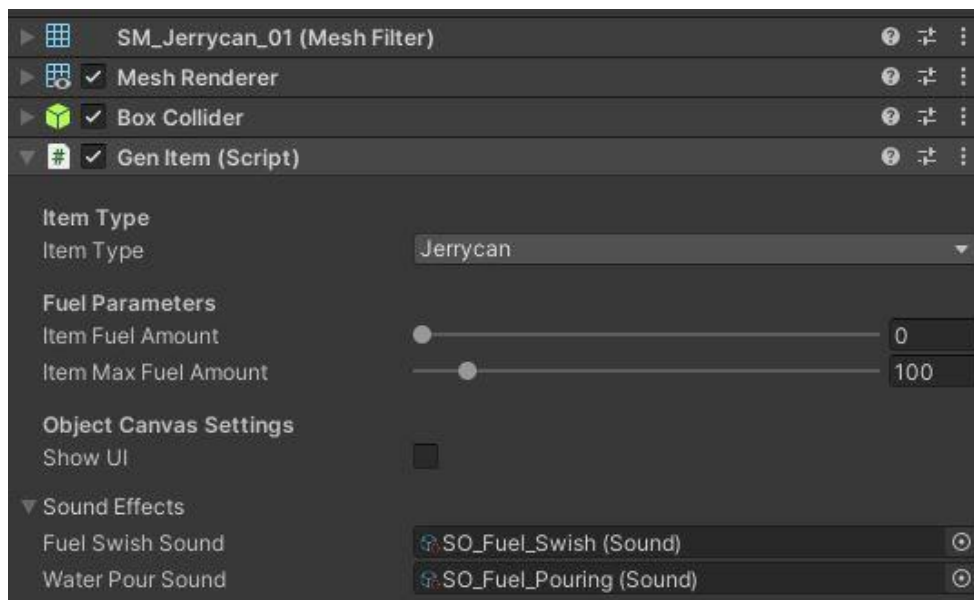 SM_Jerrycan_01 (Mesh Filter)
Mesh Renderer
Box Collider
# Gen Item (Script)
Item Type
Item Type Jerrycan
Fuel Parameters
Item Fuel Amount 0
Item Max Fuel Amount 100
Object Canvas Settings
Show UI
Sound Effects
Fuel Swish Sound SO_Fuel_Swish (Sound)
Water Pour Sound SO_Fuel_Pouring (Sound)